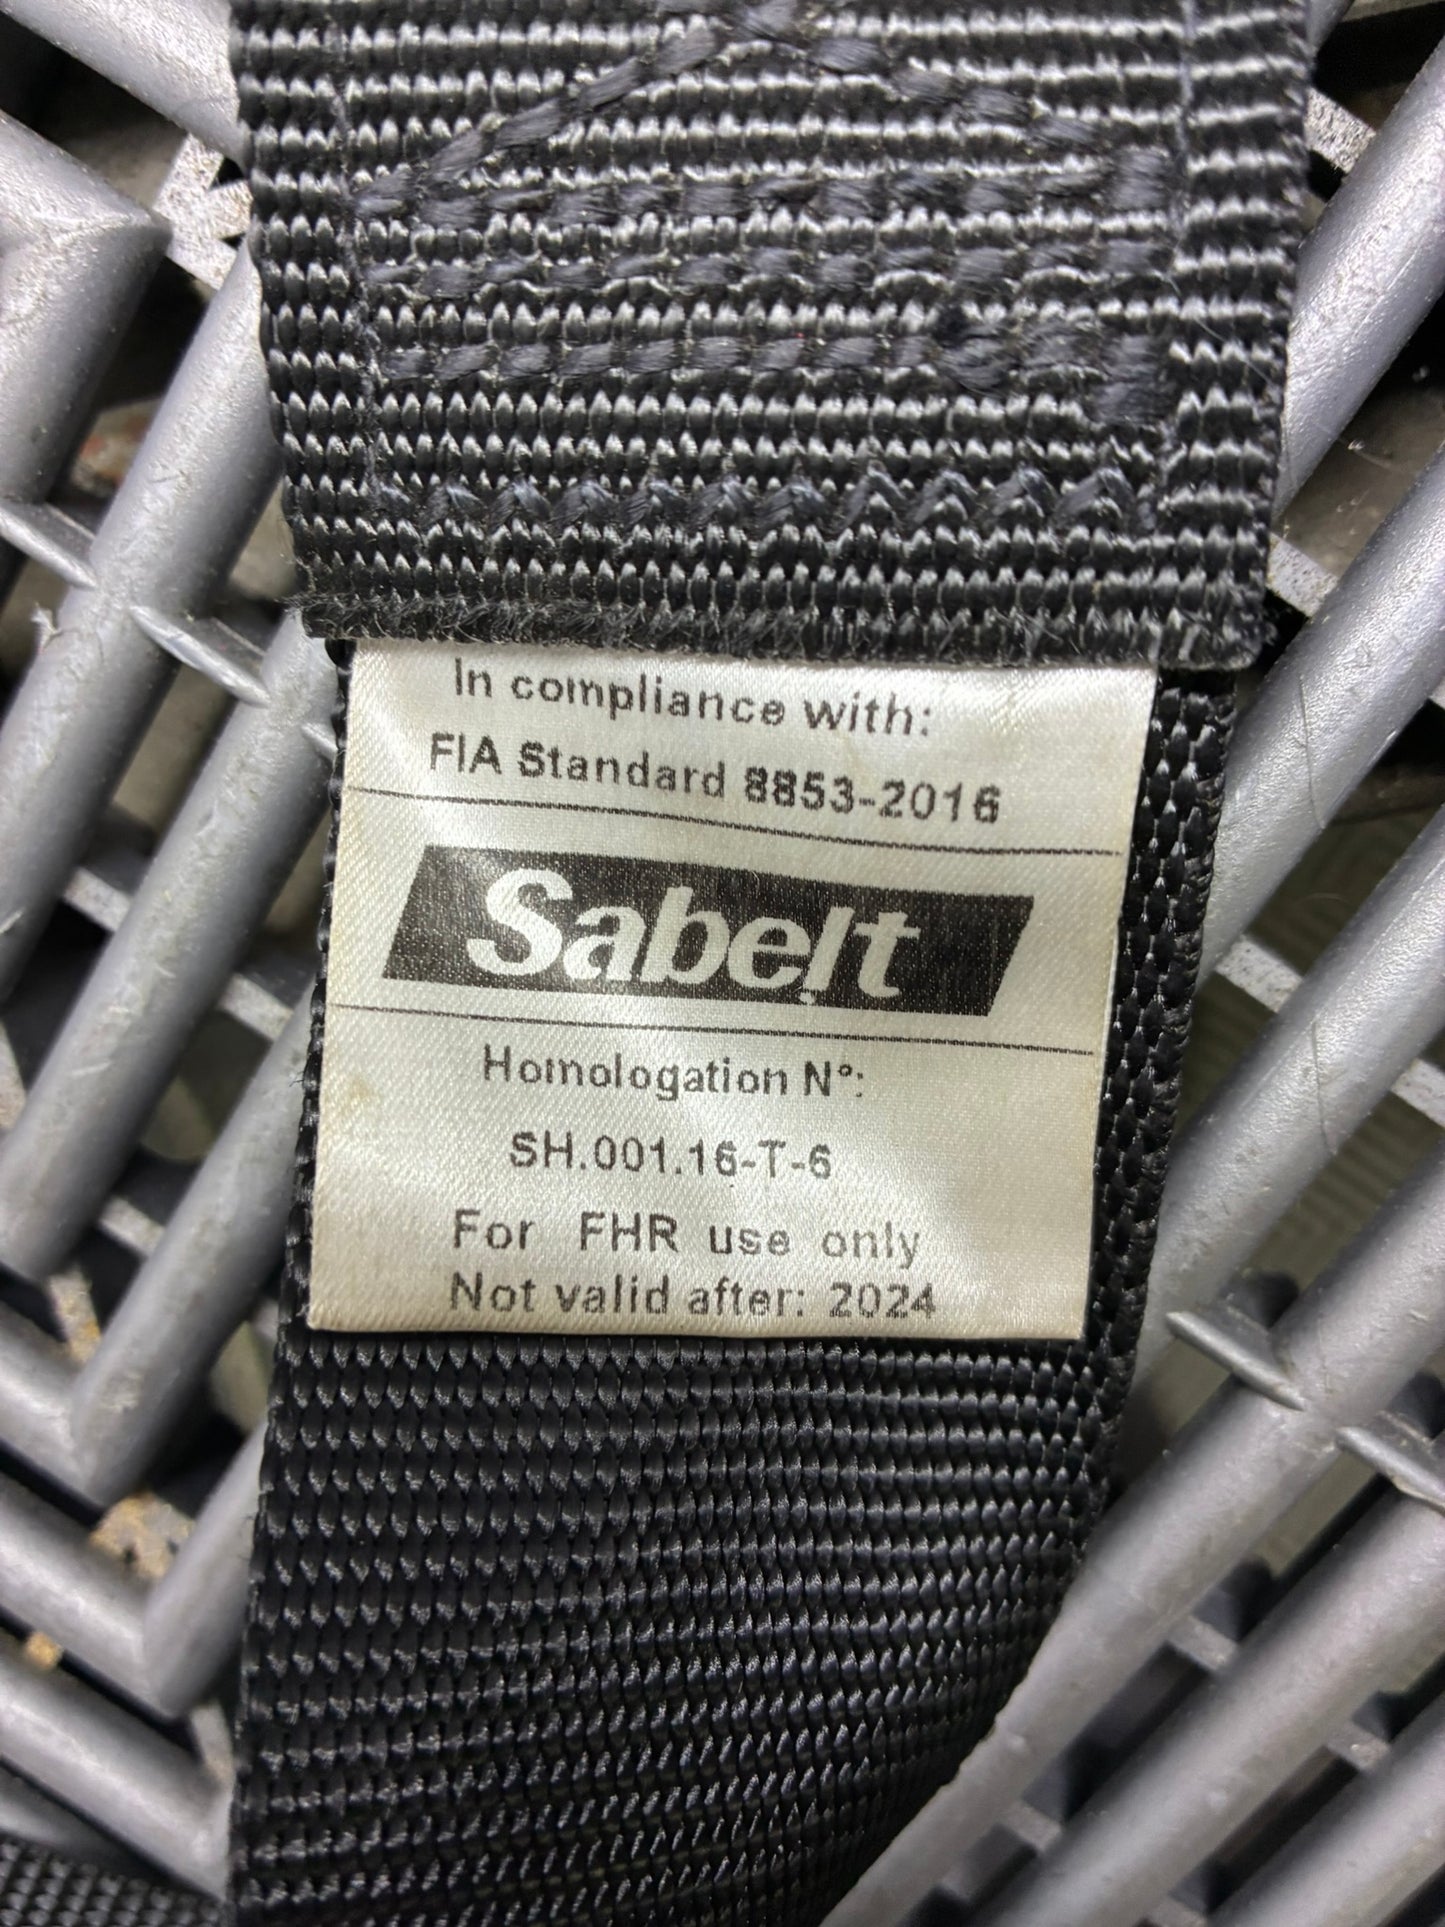 In compliance with:
FIA Standard 8853-2016
Sabelt
Homologation N°:
SH.001.16-T-6
For FHR use only
Not valid after: 2024